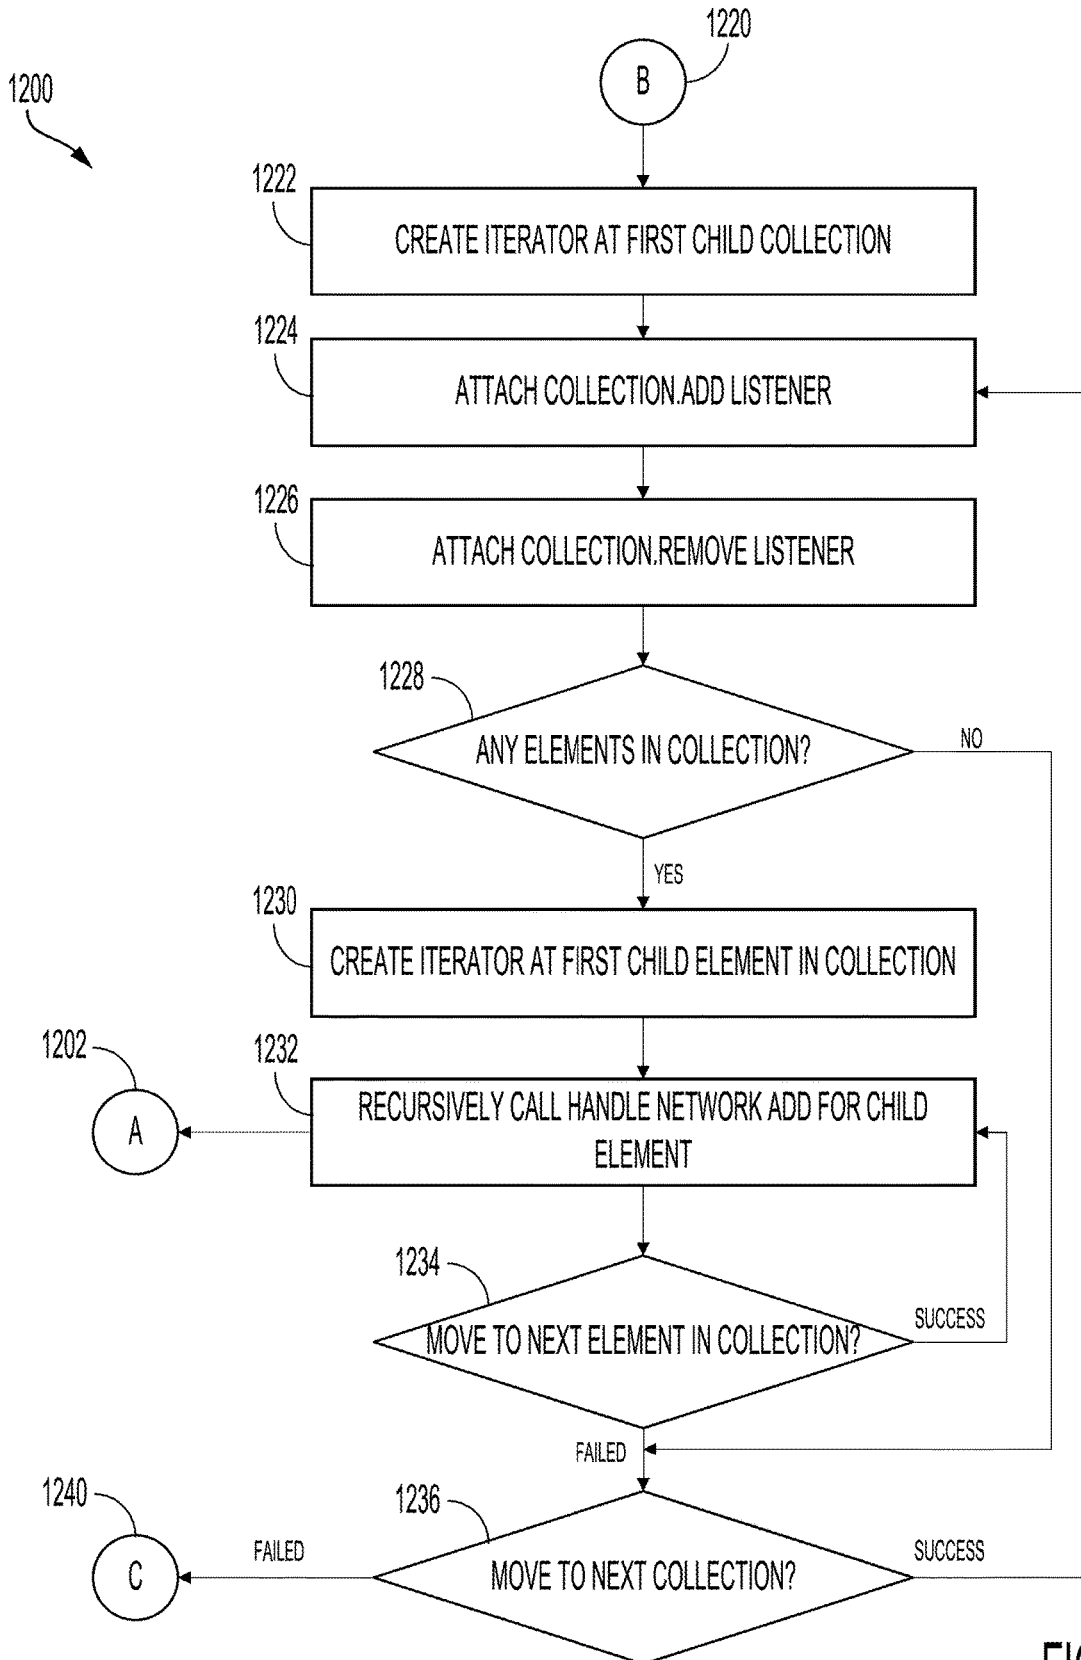 1220
B
1200
1222
CREATE ITERATOR AT FIRST CHILD COLLECTION
1224
ATTACH COLLECTION.ADD LISTENER
1226
ATTACH COLLECTION.REMOVE LISTENER
1228
ANY ELEMENTS IN COLLECTION?
NO
YES
1230
CREATE ITERATOR AT FIRST CHILD ELEMENT IN COLLECTION
1202
A
1232
RECURSIVELY CALL HANDLE NETWORK ADD FOR CHILD
ELEMENT
1234
MOVE TO NEXT ELEMENT IN COLLECTION?
SUCCESS
FAILED
1240
C
FAILED
1236
MOVE TO NEXT COLLECTION?
SUCCESS